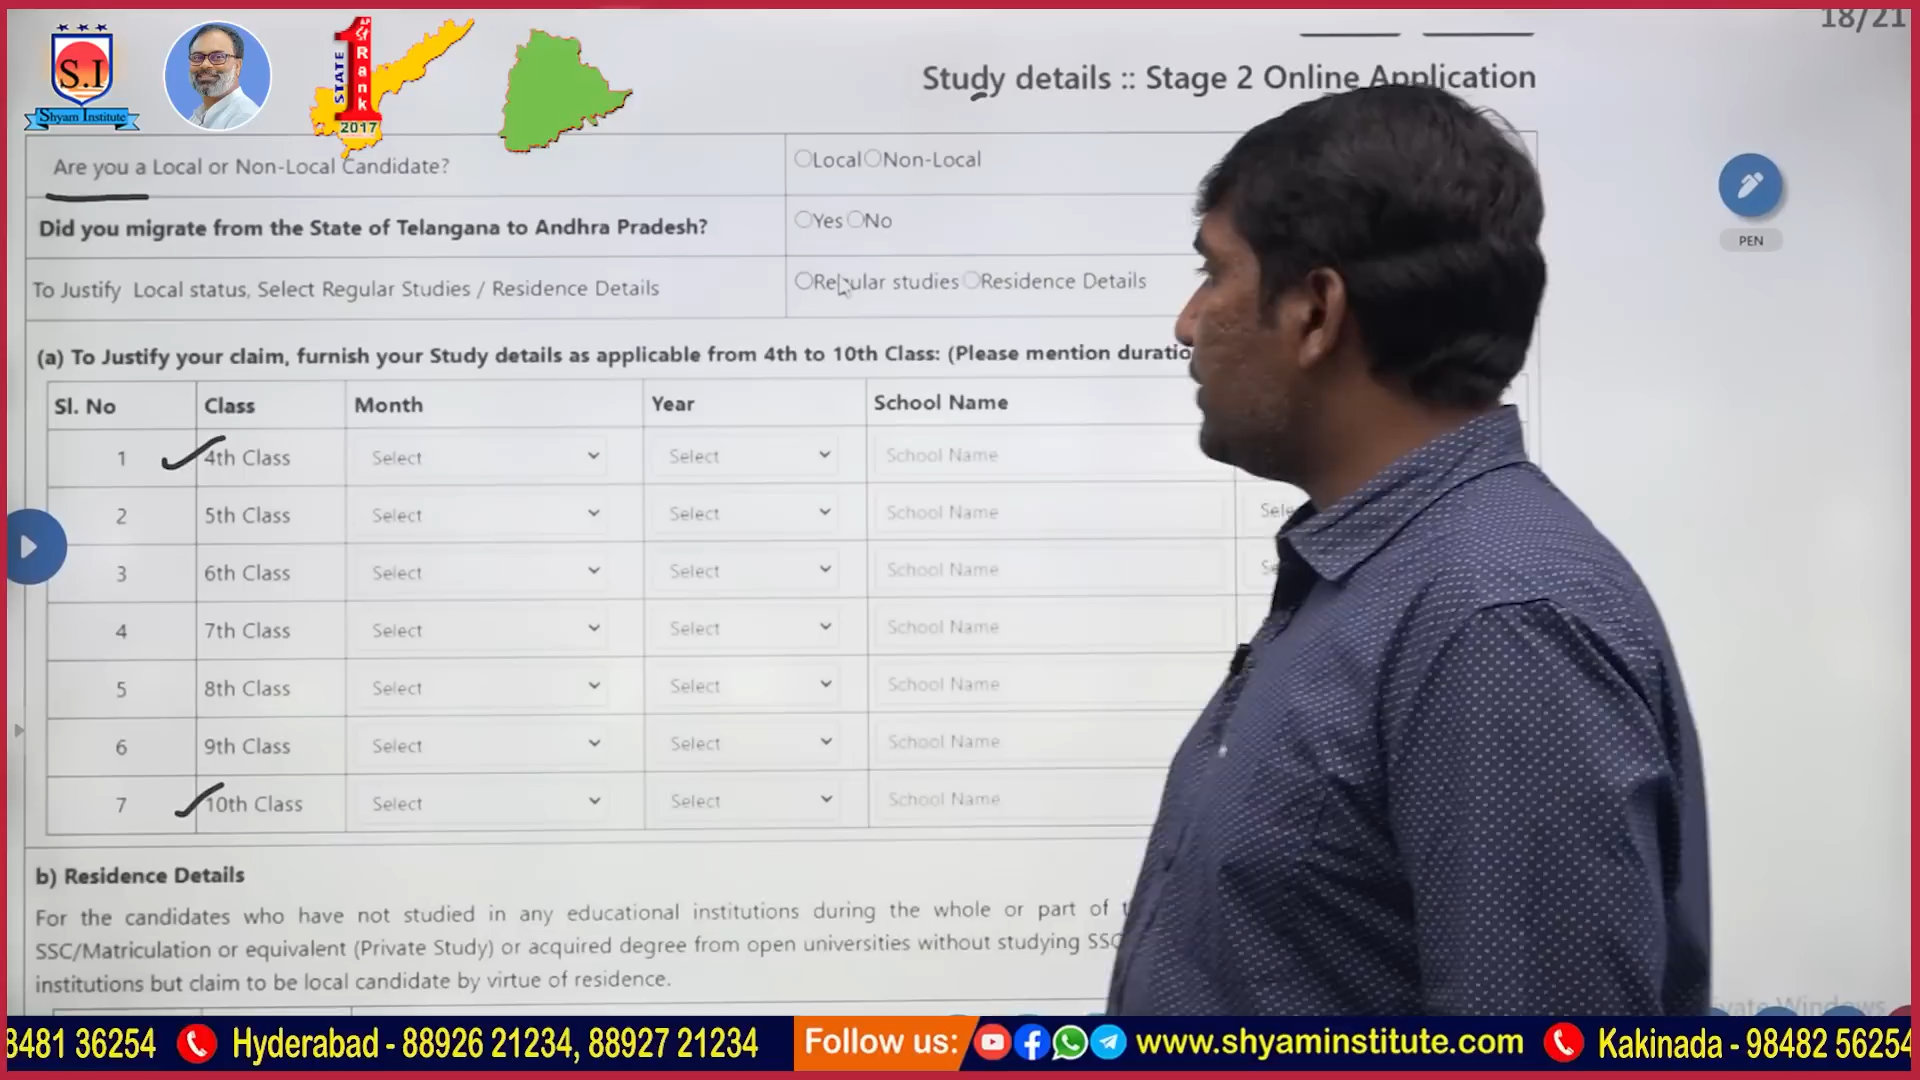 18/21
S.I
Shyam Institute
STATE
1
AP
st
Rank
2017
Study details :: Stage 2 Online Application
Are you a Local or Non-Local Candidate?
Local Non-Local
Did you migrate from the State of Telangana to Andhra Pradesh?
Yes No
To Justify Local status, Select Regular Studies / Residence Details
Regular studies Residence Details
(a) To Justify your claim, furnish your Study details as applicable from 4th to 10th Class: (Please mention
Sl. No Class Month Year School Name
1 4th Class Select Select School Name
2 5th Class Select Select School Name
3 6th Class Select Select School Name
4 7th Class Select Select School Name
5 8th Class Select Select School Name
6 9th Class Select Select School Name
7 10th Class Select Select School Name
b) Residence Details
For the candidates who have not studied in any educational institutions during the whole or part of
SSC/Matriculation or equivalent (Private Study) or acquired degree from open universities without studying
institutions but claim to be local candidate by virtue of residence.
PEN
Windows
8481 36254 Hyderabad - 88926 21234, 88927 21234 Follow us: www.shyaminstitute.com Kakinada - 98482 56254